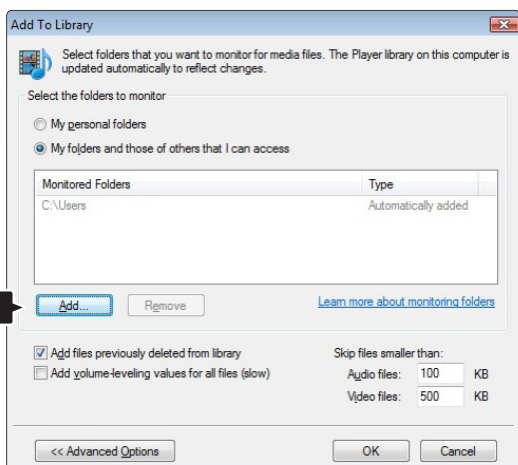 Add To Library
Select folders that you want to monitor for media files. The Player library on this computer is
updated automatically to reflect changes.
Select the folders to monitor
My personal folders
My folders and those of others that I can access
Monitored Folders Type
C:\Users Automatically added
Add... Remove Learn more about monitoring folders
Add files previously deleted from library
Add volume-leveling values for all files (slow)
Skip files smaller than:
Audio files: 100 KB
Video files: 500 KB
<< Advanced Options OK Cancel